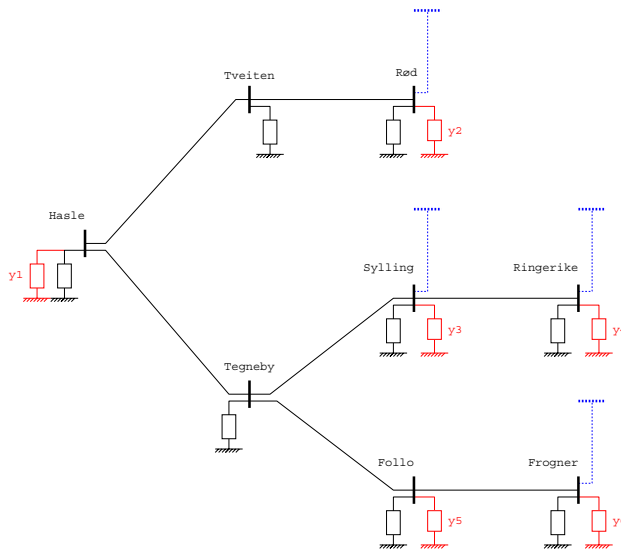 Tveiten
Rød
y2
Hasle
y1
Sylling
Ringerike
y3
Tegneby
Follo
Frogner
y5